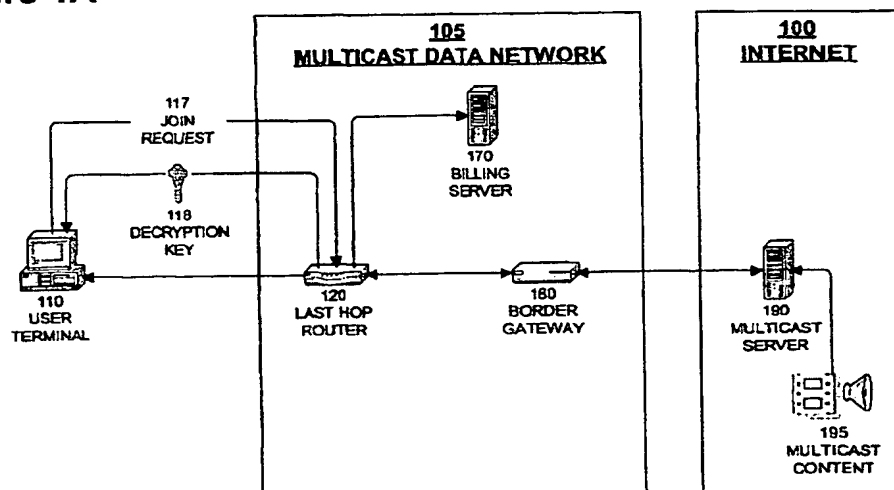 105
MULTICAST DATA NETWORK
100
INTERNET
117
JOIN
REQUEST
170
BILLING
SERVER
118
DECRYPTION
KEY
110
USER
TERMINAL
120
LAST HOP
ROUTER
180
BORDER
GATEWAY
190
MULTICAST
SERVER
195
MULTICAST
CONTENT